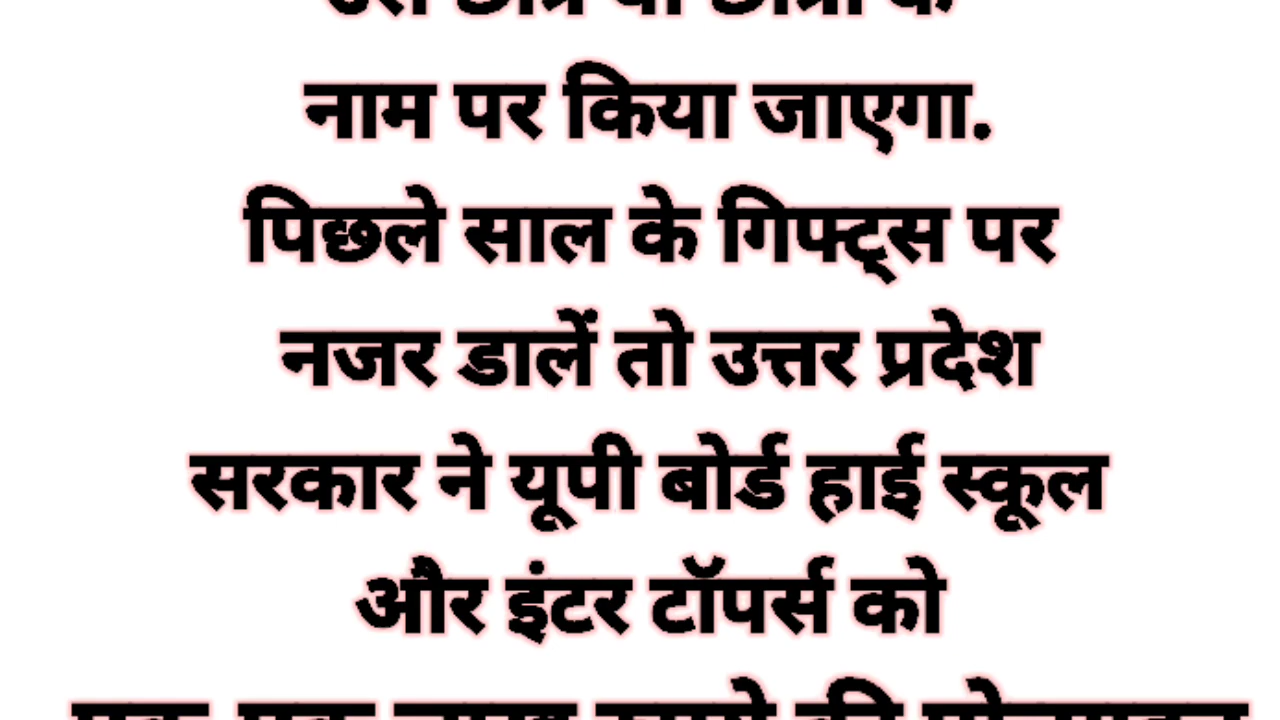 नाम पर किया जाएगा.
पिछले साल के गिफ्ट्स पर
नजर डालें तो उत्तर प्रदेश
सरकार ने यूपी बोर्ड हाई स्कूल
और इंटर टॉपर्स को